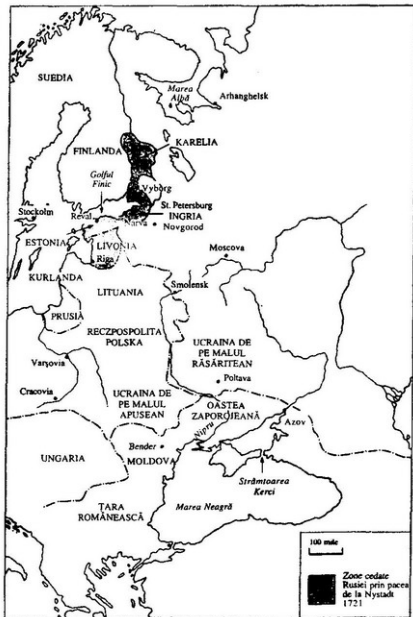 SUEDIA
Marea
Albă
Arhanghelsk
FINLANDA
KARELIA
Golful
Finic
Vyborg
St. Petersburg
Stockolm
Reval
INGRIA
Narva
Novgorod
ESTONIA
LIVONIA
Moscova
Riga
KURLANDA
LITUANIA
Smolensk
PRUSIA
RECZPOSPOLITA
POLSKA
UCRAINA DE
PE MALUL
RĂSĂRITEAN
Varșovia
Poltava
Cracovia
UCRAINA DE
PE MALUL
APUSEAN
OASTEA
ZAPOROJEANĂ
Nipru
Azov
Bender
UNGARIA
MOLDOVA
Strâmtoarea
Kerci
ȚARA
ROMÂNEASCĂ
Marea Neagră
100 mile
Zone cedate
Rusiei prin pacea
de la Nystadt
1721